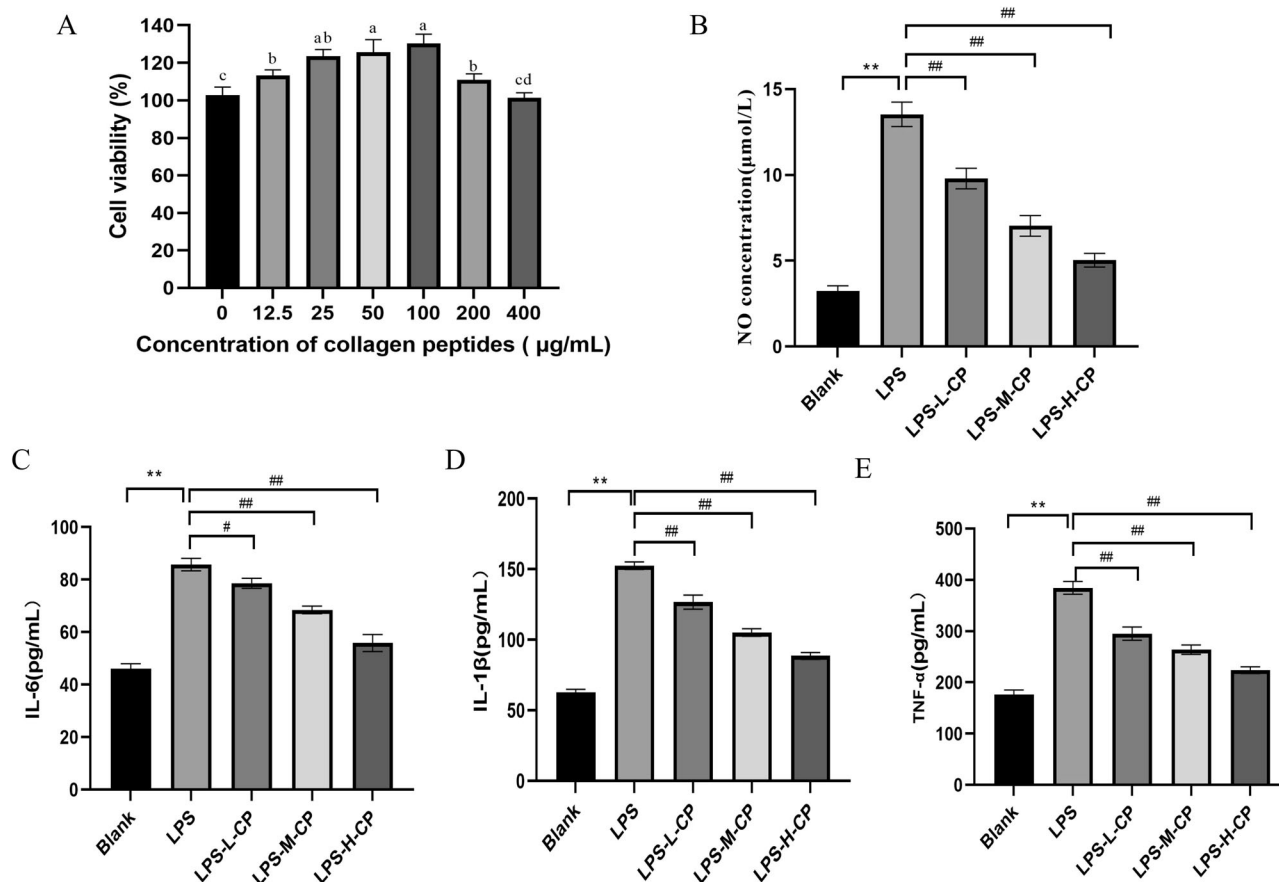 A
140
120
100
80
60
40
20
0
Cell viability (%)
c
b
ab
a
a
b
cd
0 12.5 25 50 100 200 400
Concentration of collagen peptides ( μg/mL)
B
##
##
** ##
15
10
5
0
NO concentration(μmol/L)
Blank
LPS
LPS-L-CP
LPS-M-CP
LPS-H-CP
C
##
** ##
#
100
80
60
40
20
0
IL-6(pg/mL)
Blank
LPS
LPS-L-CP
LPS-M-CP
LPS-H-CP
D
##
** ##
##
200
150
100
50
0
IL-1β(pg/mL)
Blank
LPS
LPS-L-CP
LPS-M-CP
LPS-H-CP
E
##
** ##
##
500
400
300
200
100
0
TNF-α(pg/mL)
Blank
LPS
LPS-L-CP
LPS-M-CP
LPS-H-CP